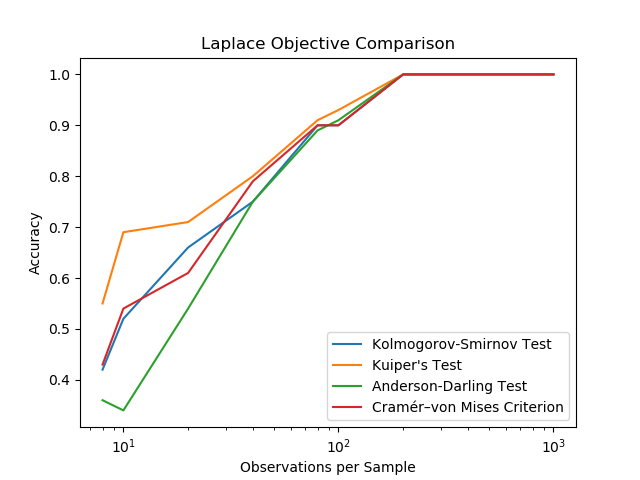 Laplace Objective Comparison
1.0
0.9
0.8
0.7
0.6
0.5
0.4
Accuracy
10¹
10²
10³
Observations per Sample
Kolmogorov-Smirnov Test
Kuiper's Test
Anderson-Darling Test
Cramér–von Mises Criterion